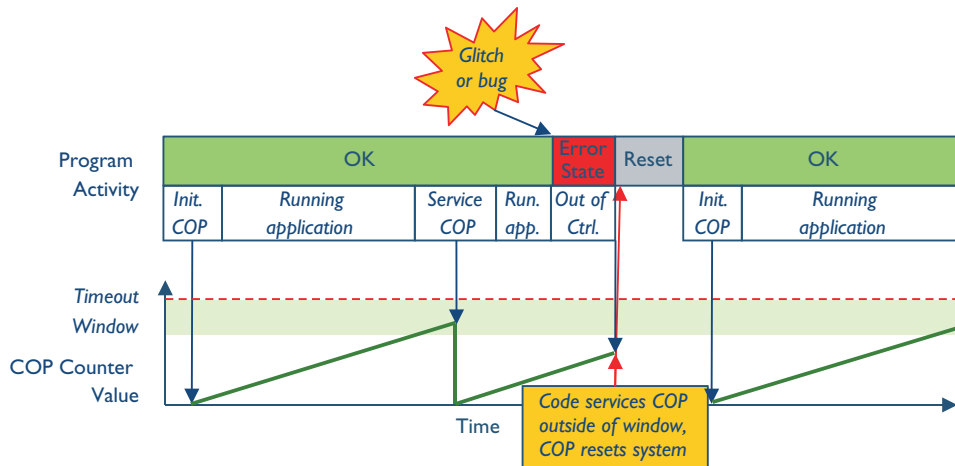 Glitch
or bug
Program
Activity
OK
Error
State
Reset
OK
Init.
COP
Running
application
Service
COP
Run.
app.
Out of
Ctrl.
Init.
COP
Running
application
Timeout
Window
COP Counter
Value
Time
Code services COP
outside of window,
COP resets system